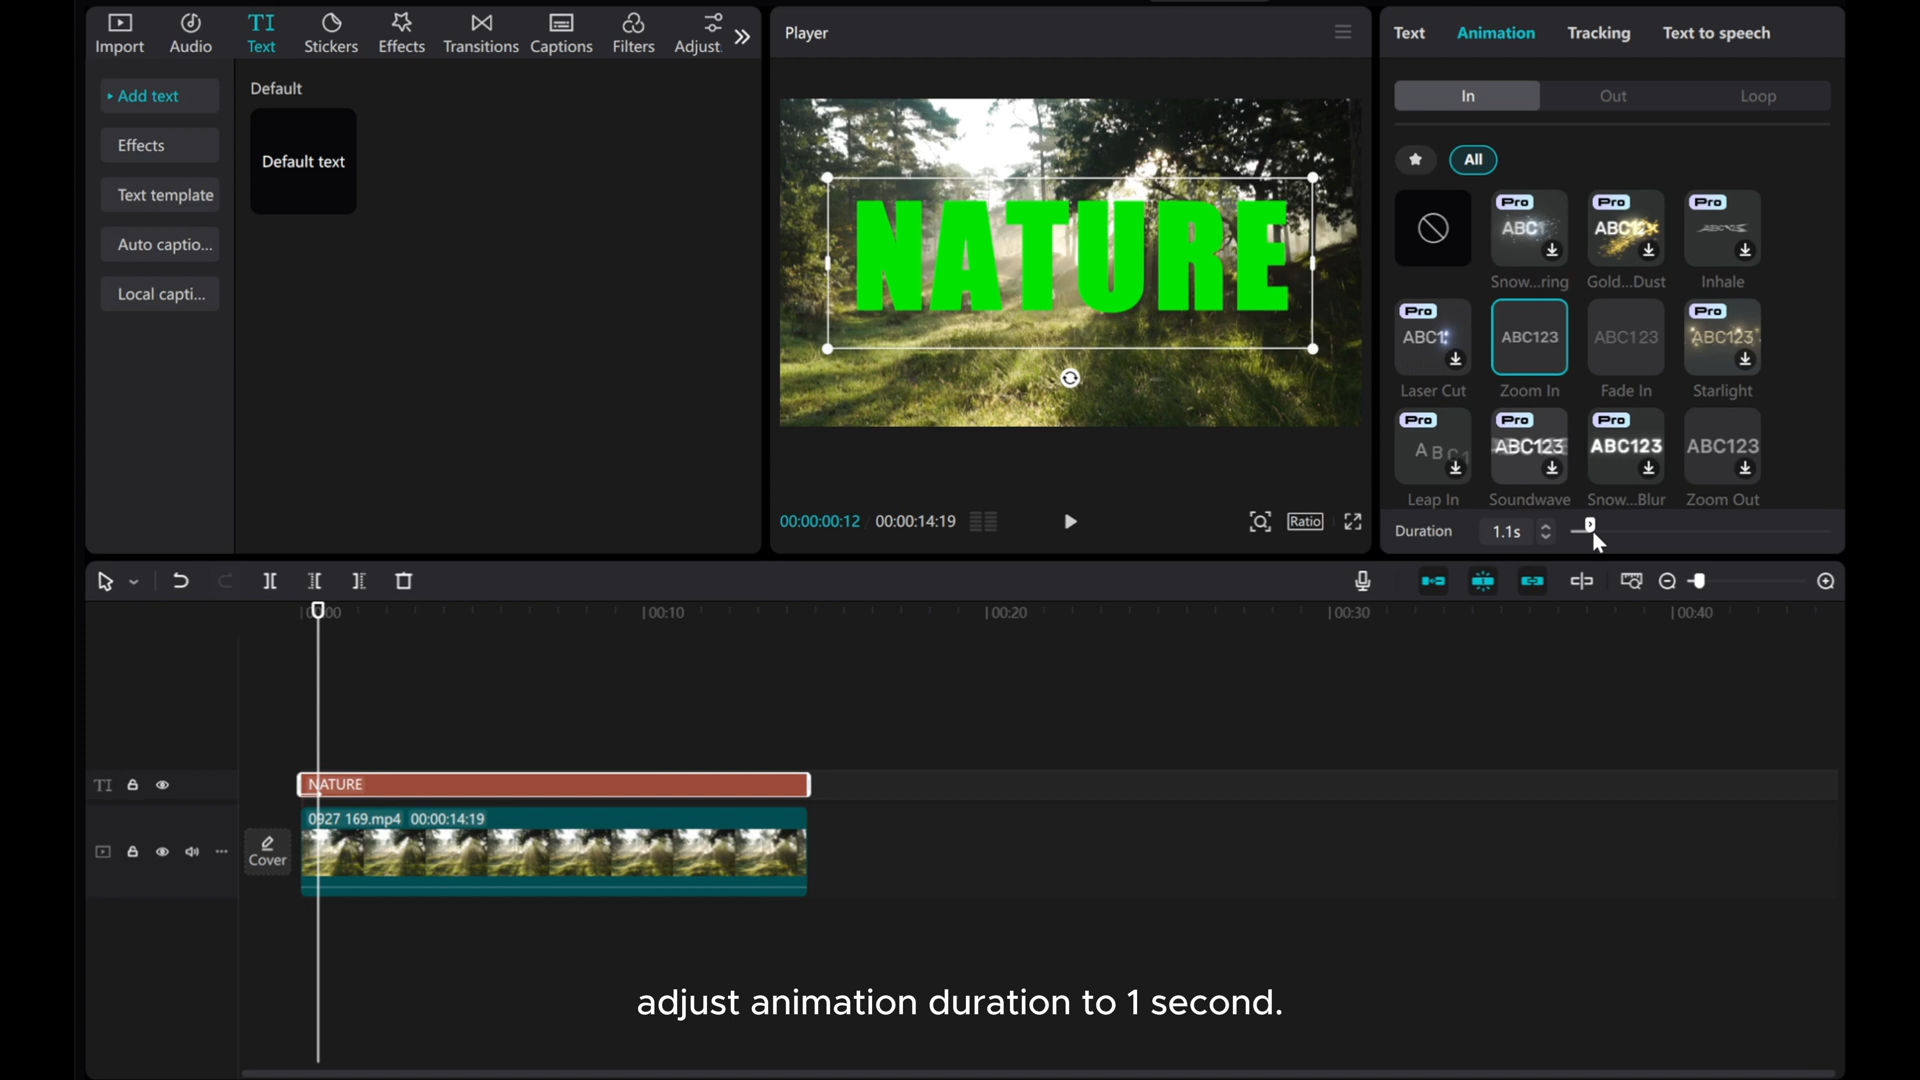 Import
Audio
TI
Text
Stickers
Effects
Transitions
Captions
Filters
Adjust
Add text
Effects
Text template
Auto captio...
Local capti...
Default
Default text
Player
NATURE
00:00:00:12
00:00:14:19
Ratio
Text
Animation
Tracking
Text to speech
In
Out
Loop
All
Pro
ABC1
Snow...ring
Pro
Gold...Dust
Pro
Inhale
Pro
Laser Cut
ABC123
Zoom In
ABC123
Fade In
Pro
ABC123
Starlight
Pro
Leap In
Pro
ABC123
Soundwave
Pro
ABC123
Snow...Blur
ABC123
Zoom Out
Duration
1.1s
00:10
00:20
00:30
00:40
TI
NATURE
0927 169.mp4 00:00:14:19
Cover
adjust animation duration to 1 second.